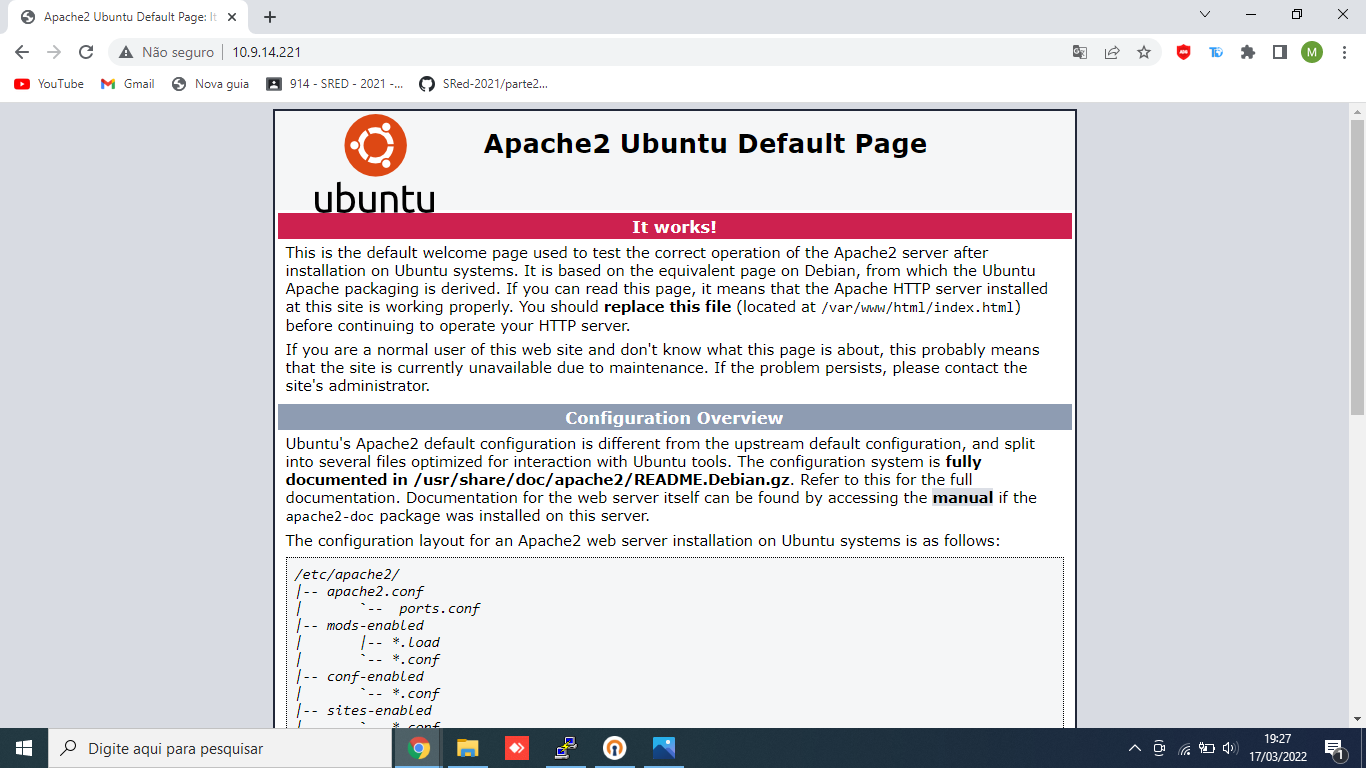 Apache2 Ubuntu Default Page: It
Não seguro
10.9.14.221
YouTube
Gmail
Nova guia
914 - SRED - 2021 -...
SRed-2021/parte2...
M
ubuntu
Apache2 Ubuntu Default Page
It works!
This is the default welcome page used to test the correct operation of the Apache2 server after
installation on Ubuntu systems. It is based on the equivalent page on Debian, from which the Ubuntu
Apache packaging is derived. If you can read this page, it means that the Apache HTTP server installed
at this site is working properly. You should replace this file (located at /var/www/html/index.html)
before continuing to operate your HTTP server.
If you are a normal user of this web site and don't know what this page is about, this probably means
that the site is currently unavailable due to maintenance. If the problem persists, please contact the
site's administrator.
Configuration Overview
Ubuntu's Apache2 default configuration is different from the upstream default configuration, and split
into several files optimized for interaction with Ubuntu tools. The configuration system is fully
documented in /usr/share/doc/apache2/README.Debian.gz. Refer to this for the full
documentation. Documentation for the web server itself can be found by accessing the manual if the
apache2-doc package was installed on this server.
The configuration layout for an Apache2 web server installation on Ubuntu systems is as follows:
/etc/apache2/
|-- apache2.conf
|       `--  ports.conf
|-- mods-enabled
|       |-- *.load
|       `-- *.conf
|-- conf-enabled
|       `-- *.conf
|-- sites-enabled
|       `-- *.conf
Digite aqui para pesquisar
19:27
17/03/2022
1